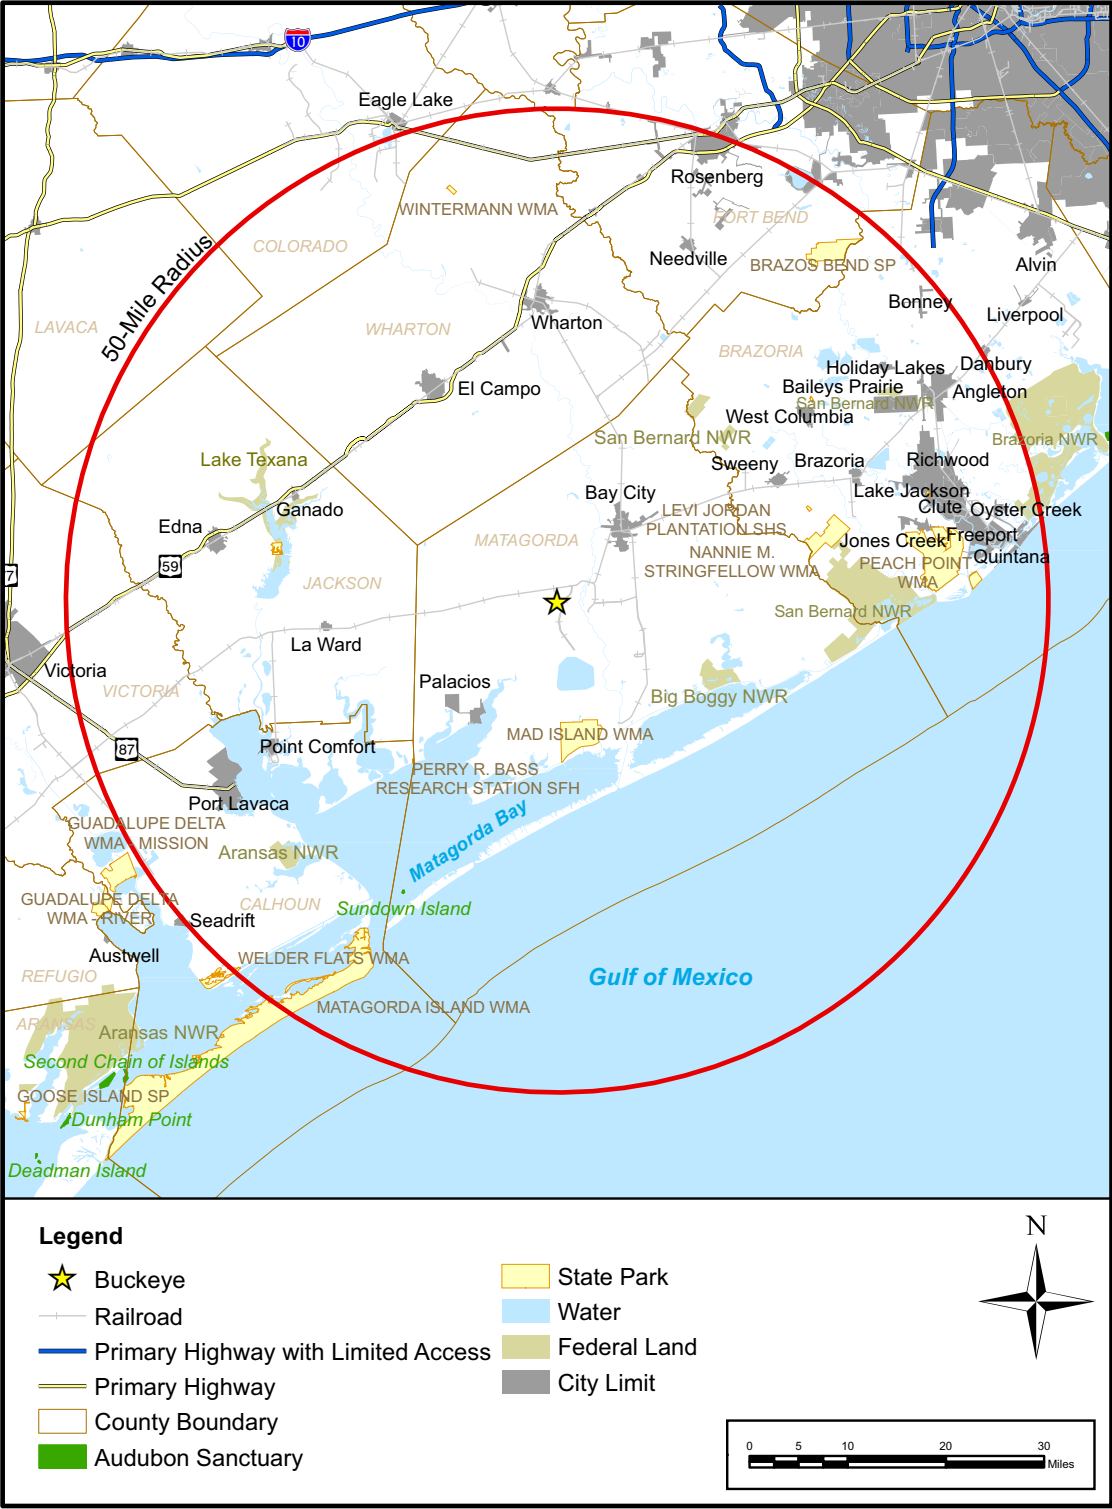 10
Eagle Lake
Rosenberg
WINTERMANN WMA
FORT BEND
COLORADO
Needville
BRAZOS BEND SP
Alvin
50-Mile Radius
Bonney
Liverpool
LAVACA
WHARTON
Wharton
BRAZORIA
Holiday Lakes
Danbury
El Campo
Baileys Prairie
Angleton
San Bernard NWR
West Columbia
San Bernard NWR
Brazoria NWR
Lake Texana
Sweeny
Brazoria
Richwood
Bay City
Lake Jackson
Ganado
LEVI JORDAN
PLANTATION SHS
Clute
Oyster Creek
Edna
MATAGORDA
Jones Creek
Freeport
NANNIE M.
STRINGFELLOW WMA
Quintana
PEACH POINT
WMA
59
7
JACKSON
San Bernard NWR
La Ward
Victoria
Palacios
VICTORIA
Big Boggy NWR
MAD ISLAND WMA
87
Point Comfort
PERRY R. BASS
RESEARCH STATION SFH
Port Lavaca
GUADALUPE DELTA
WMA - MISSION
Matagorda Bay
Aransas NWR
GUADALUPE DELTA
WMA - RIVER
CALHOUN
Sundown Island
Seadrift
Austwell
WELDER FLATS WMA
REFUGIO
Gulf of Mexico
MATAGORDA ISLAND WMA
ARANSAS
Aransas NWR
Second Chain of Islands
GOOSE ISLAND SP
Dunham Point
Deadman Island
Legend
Buckeye
Railroad
Primary Highway with Limited Access
Primary Highway
County Boundary
Audubon Sanctuary
State Park
Water
Federal Land
City Limit
N
0 5 10 20 30
Miles